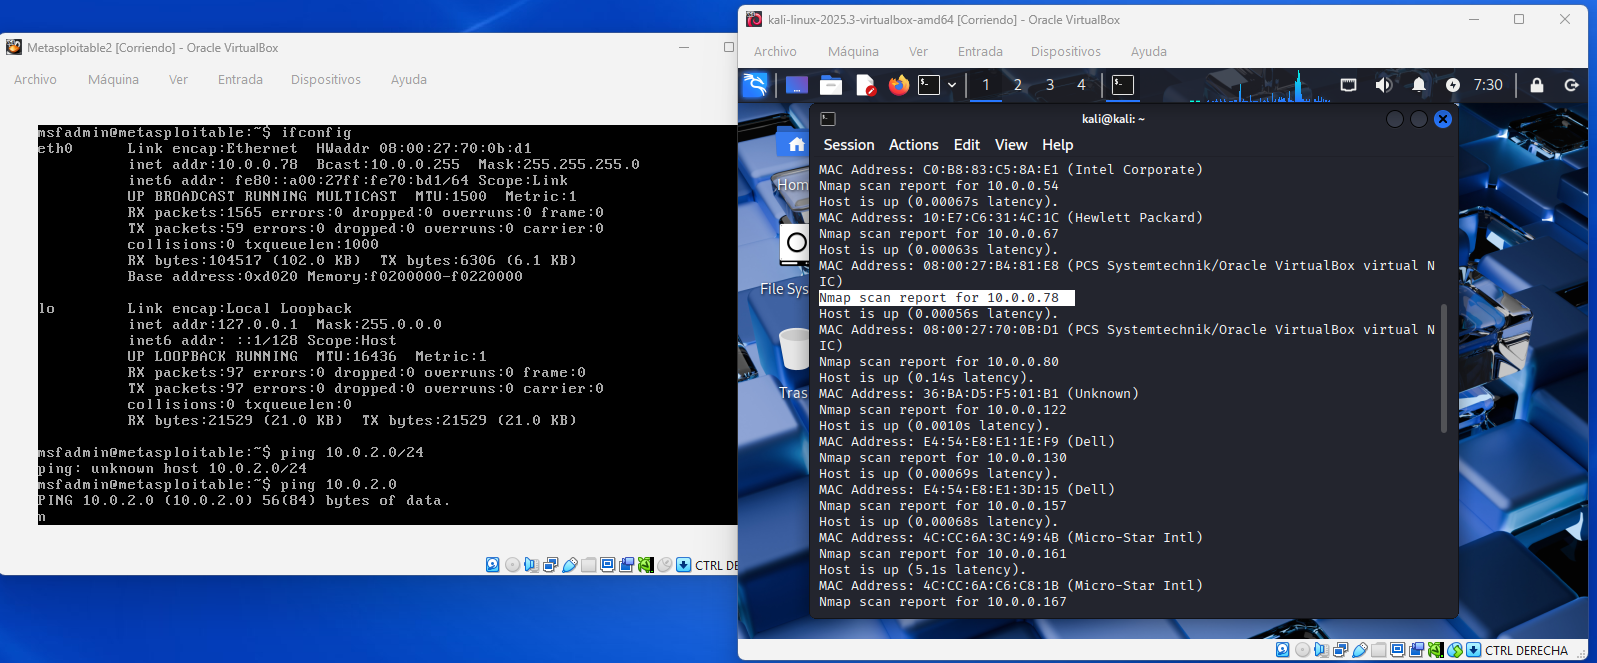 Metasploitable2 [Corriendo] - Oracle VirtualBox
Archivo Máquina Ver Entrada Dispositivos Ayuda
msfadmin@metasploitable:~$ ifconfig
eth0 Link encap:Ethernet HWaddr 08:00:27:70:0b:d1
inet addr:10.0.0.78 Bcast:10.0.0.255 Mask:255.255.255.0
inet6 addr: fe80::a00:27ff:fe70:bd1/64 Scope:Link
UP BROADCAST RUNNING MULTICAST MTU:1500 Metric:1
RX packets:1565 errors:0 dropped:0 overruns:0 frame:0
TX packets:59 errors:0 dropped:0 overruns:0 carrier:0
collisions:0 txqueuelen:1000
RX bytes:104517 (102.0 KB) TX bytes:6306 (6.1 KB)
Base address:0xd020 Memory:f0200000-f0220000
lo Link encap:Local Loopback
inet addr:127.0.0.1 Mask:255.0.0.0
inet6 addr: ::1/128 Scope:Host
UP LOOPBACK RUNNING MTU:16436 Metric:1
RX packets:97 errors:0 dropped:0 overruns:0 frame:0
TX packets:97 errors:0 dropped:0 overruns:0 carrier:0
collisions:0 txqueuelen:0
RX bytes:21529 (21.0 KB) TX bytes:21529 (21.0 KB)
msfadmin@metasploitable:~$ ping 10.0.2.0/24
ping: unknown host 10.0.2.0/24
msfadmin@metasploitable:~$ ping 10.0.2.0
PING 10.0.2.0 (10.0.2.0) 56(84) bytes of data.
m
CTRL DE
kali-linux-2025.3-virtualbox-amd64 [Corriendo] - Oracle VirtualBox
Archivo Máquina Ver Entrada Dispositivos Ayuda
1 2 3 4 7:30
Hom
File Sys
Tras
kali@kali: ~
Session Actions Edit View Help
MAC Address: C0:B8:83:C5:8A:E1 (Intel Corporate)
Nmap scan report for 10.0.0.54
Host is up (0.00067s latency).
MAC Address: 10:E7:C6:31:4C:1C (Hewlett Packard)
Nmap scan report for 10.0.0.67
Host is up (0.00063s latency).
MAC Address: 08:00:27:B4:81:E8 (PCS Systemtechnik/Oracle VirtualBox virtual N
IC)
Nmap scan report for 10.0.0.78
Host is up (0.00056s latency).
MAC Address: 08:00:27:70:0B:D1 (PCS Systemtechnik/Oracle VirtualBox virtual N
IC)
Nmap scan report for 10.0.0.80
Host is up (0.14s latency).
MAC Address: 36:BA:D5:F5:01:B1 (Unknown)
Nmap scan report for 10.0.0.122
Host is up (0.0010s latency).
MAC Address: E4:54:E8:E1:1E:F9 (Dell)
Nmap scan report for 10.0.0.130
Host is up (0.00069s latency).
MAC Address: E4:54:E8:E1:3D:15 (Dell)
Nmap scan report for 10.0.0.157
Host is up (0.00068s latency).
MAC Address: 4C:CC:6A:3C:49:4B (Micro-Star Intl)
Nmap scan report for 10.0.0.161
Host is up (5.1s latency).
MAC Address: 4C:CC:6A:C6:C8:1B (Micro-Star Intl)
Nmap scan report for 10.0.0.167
CTRL DERECHA